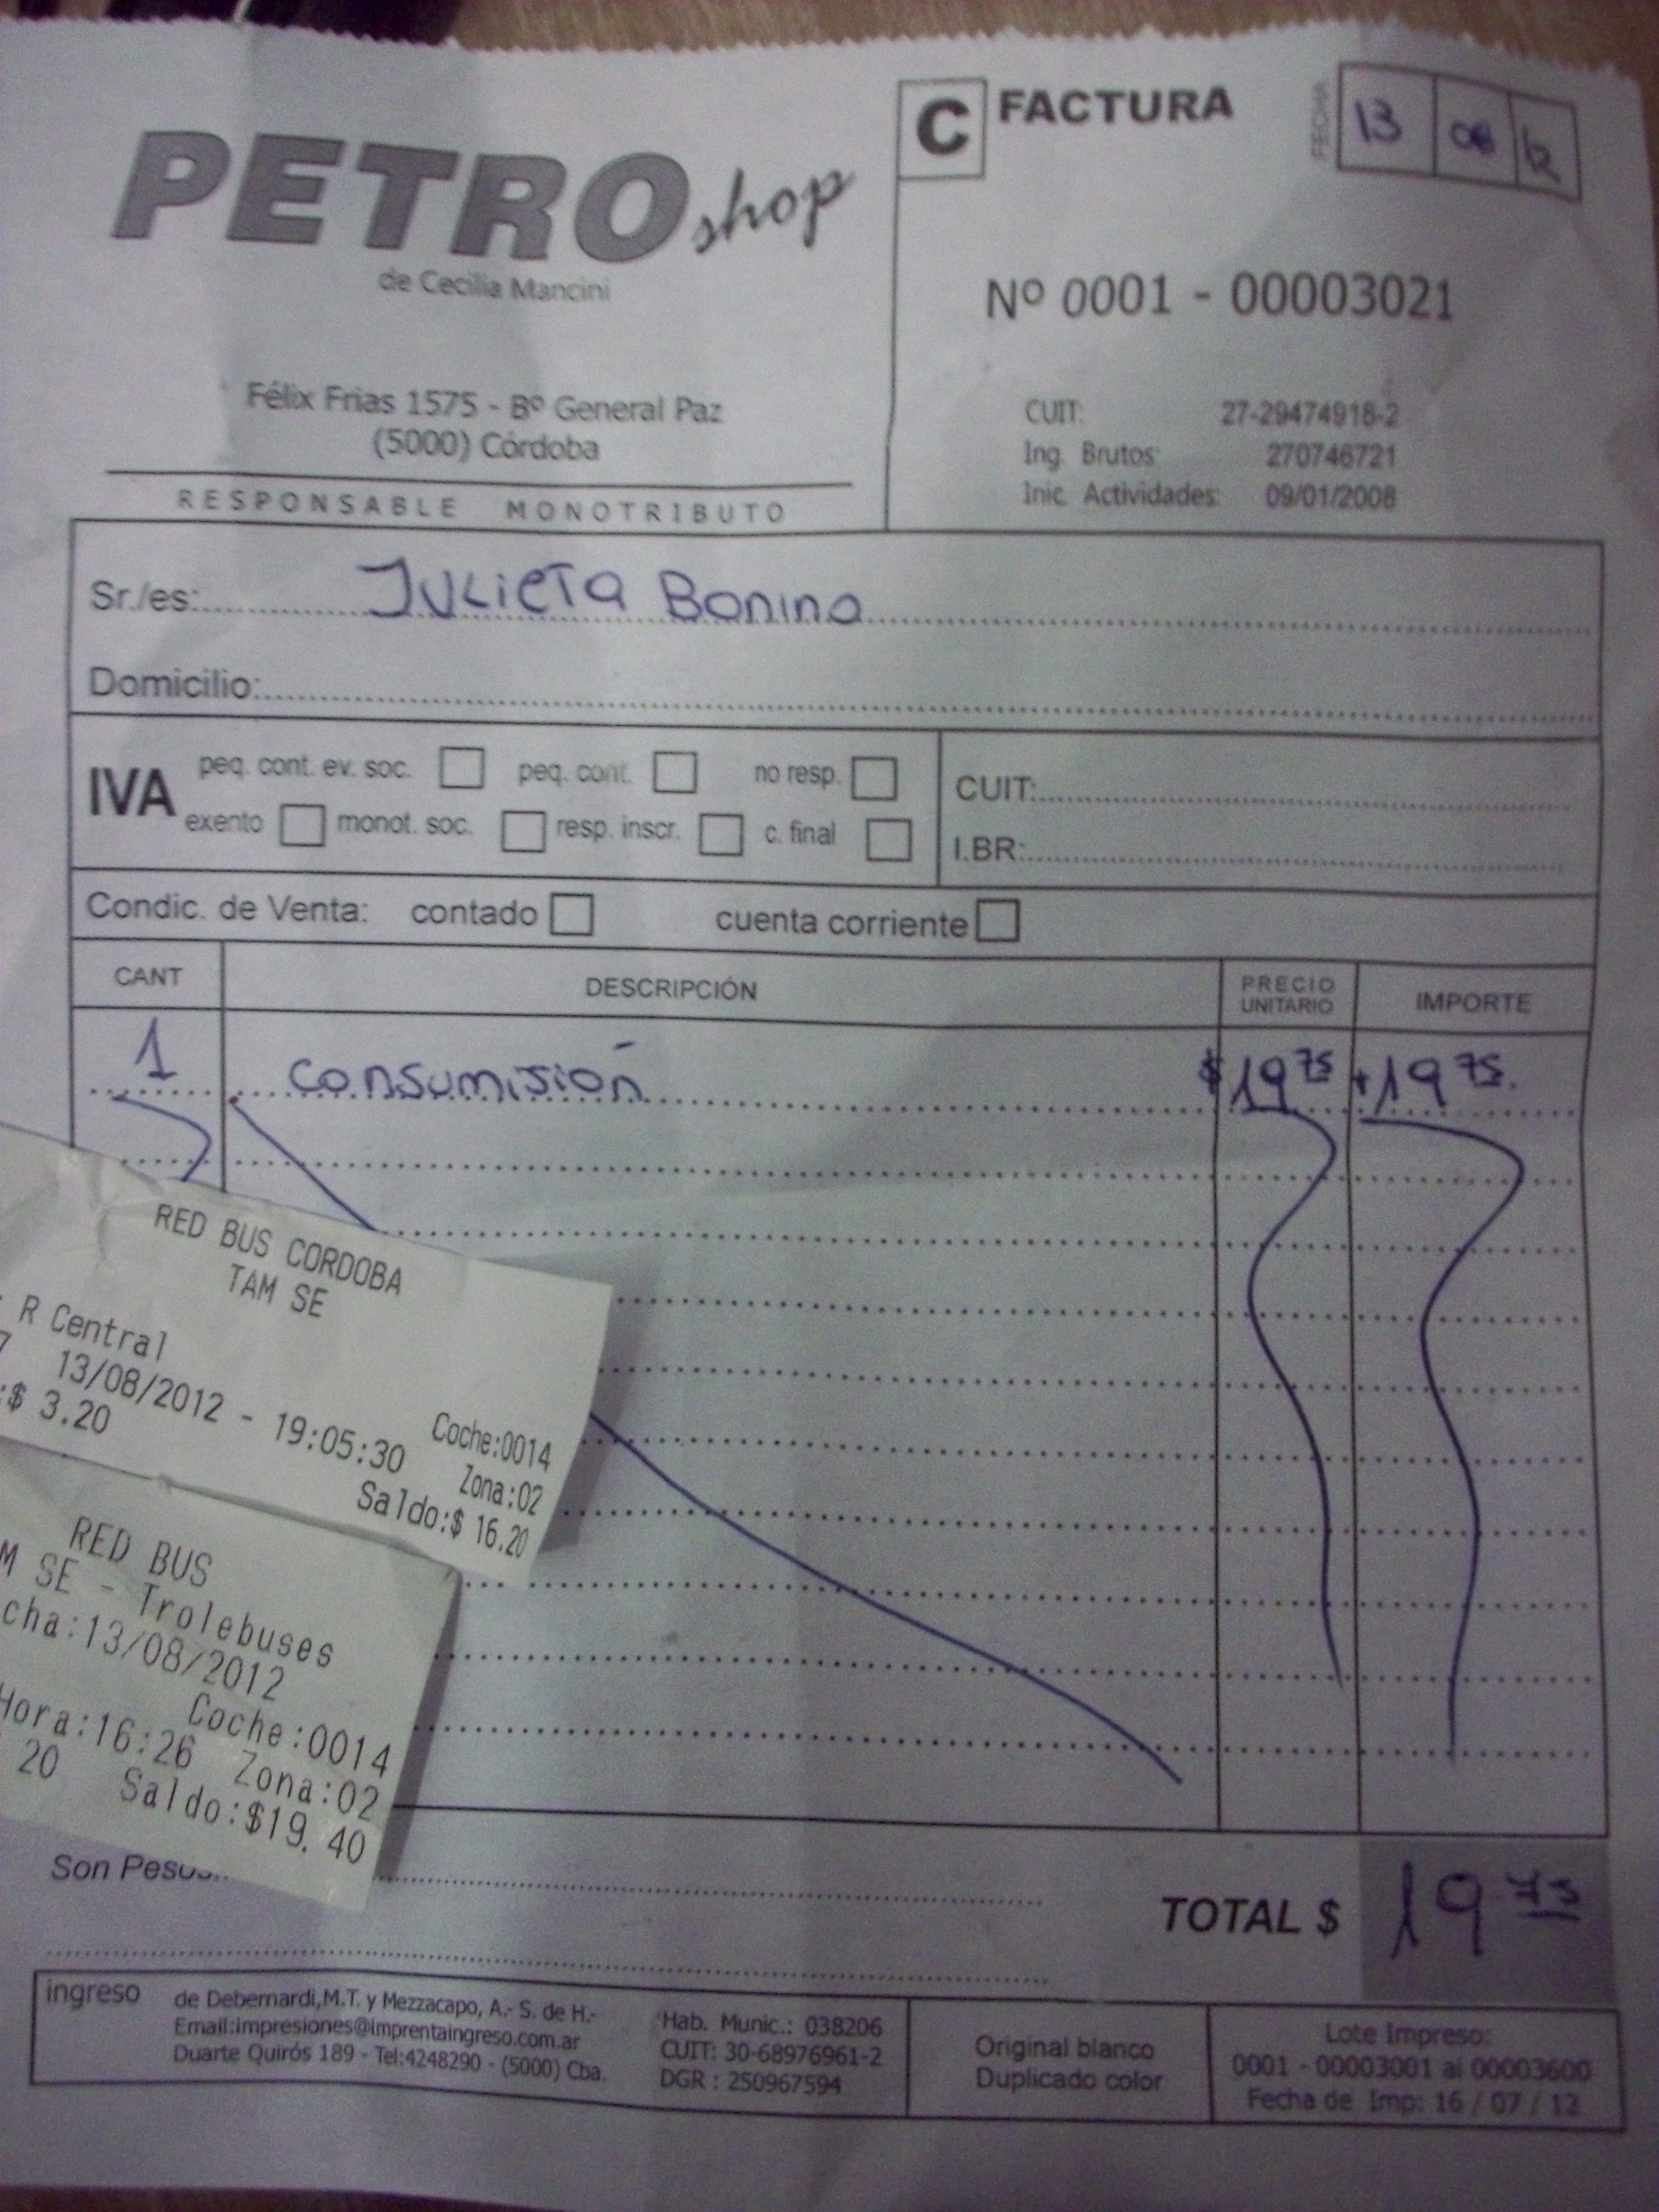 PETRO shop
de Cecilia Mancini
Félix Frias 1575 - Bº General Paz
(5000) Córdoba
RESPONSABLE MONOTRIBUTO
C FACTURA
FECHA 13 08 12
Nº 0001 - 00003021
CUIT: 27-29474918-2
Ing. Brutos: 270746721
Inic. Actividades: 09/01/2008
Sr./es: Julieta Bonino
Domicilio:
IVA peq. cont. ev. soc. peq. cont. no resp.
exento monot. soc. resp. inscr. c. final
CUIT:
I.BR:
Condic. de Venta: contado cuenta corriente
CANT DESCRIPCIÓN PRECIO UNITARIO IMPORTE
1 consumisión $19 75 $19 75.
RED BUS CORDOBA
TAM SE
R Central
13/08/2012 - 19:05:30 Coche:0014
:$ 3.20 Zona:02
Saldo:$ 16.20
RED BUS
M SE - Trolebuses
cha:13/08/2012
Coche:0014
Hora:16:26 Zona:02
20 Saldo:$19.40
Son Pesos:
TOTAL $ 19 75
ingreso de Debernardi,M.T. y Mezzacapo, A.- S. de H.-
Email:impresiones@imprentaingreso.com.ar
Duarte Quirós 189 - Tel:4248290 - (5000) Cba.
Hab. Munic.: 038206
CUIT: 30-68976961-2
DGR : 250967594
Original blanco
Duplicado color
Lote Impreso:
0001 - 00003001 al 00003600
Fecha de Imp: 16 / 07 / 12